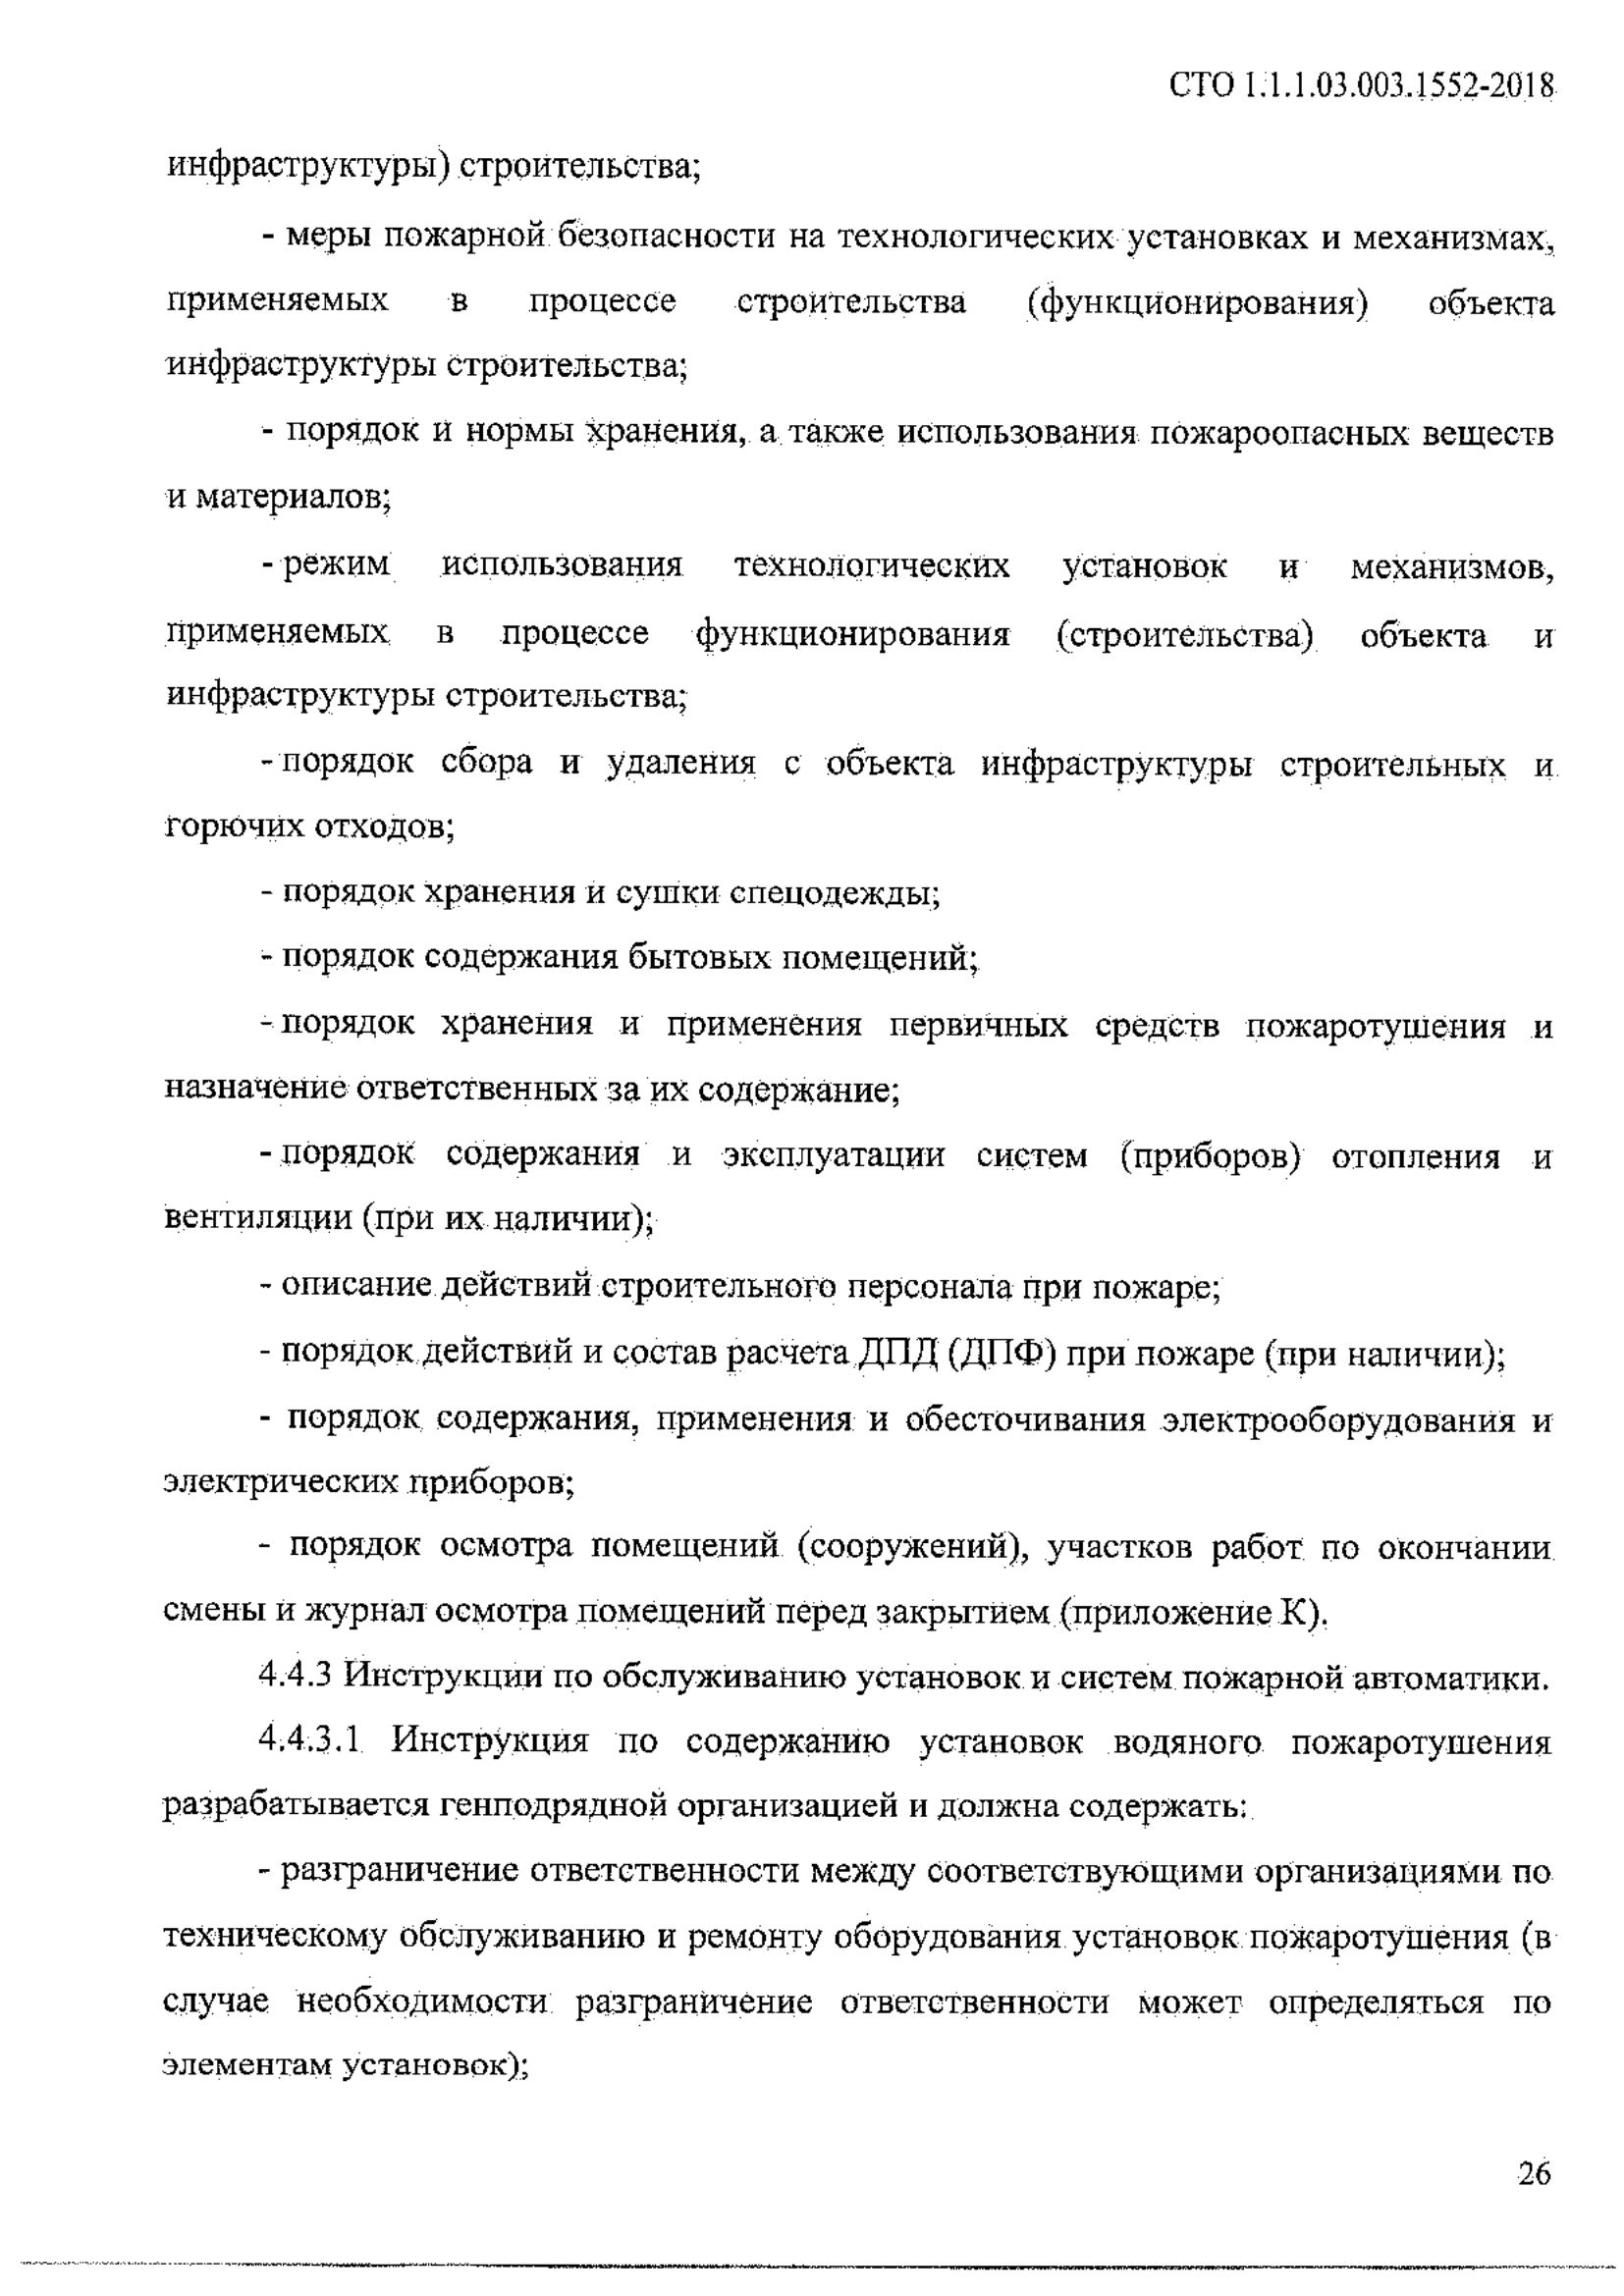 СТО 1.1.1.03.003.1552-2018
инфраструктуры) строительства;
- меры пожарной безопасности на технологических установках и механизмах,
применяемых в процессе строительства (функционирования) объекта
инфраструктуры строительства;
- порядок и нормы хранения, а также использования пожароопасных веществ
и материалов;
- режим использования технологических установок и механизмов,
применяемых в процессе функционирования (строительства) объекта и
инфраструктуры строительства;
- порядок сбора и удаления с объекта инфраструктуры строительных и
горючих отходов;
- порядок хранения и сушки спецодежды;
- порядок содержания бытовых помещений;
- порядок хранения и применения первичных средств пожаротушения и
назначение ответственных за их содержание;
- порядок содержания и эксплуатации систем (приборов) отопления и
вентиляции (при их наличии);
- описание действий строительного персонала при пожаре;
- порядок действий и состав расчета ДПД (ДПФ) при пожаре (при наличии);
- порядок содержания, применения и обесточивания электрооборудования и
электрических приборов;
- порядок осмотра помещений (сооружений), участков работ по окончании
смены и журнал осмотра помещений перед закрытием (приложение К).
4.4.3 Инструкции по обслуживанию установок и систем пожарной автоматики.
4.4.3.1 Инструкция по содержанию установок водяного пожаротушения
разрабатывается генподрядной организацией и должна содержать:
- разграничение ответственности между соответствующими организациями по
техническому обслуживанию и ремонту оборудования установок пожаротушения (в
случае необходимости разграничение ответственности может определяться по
элементам установок);
26